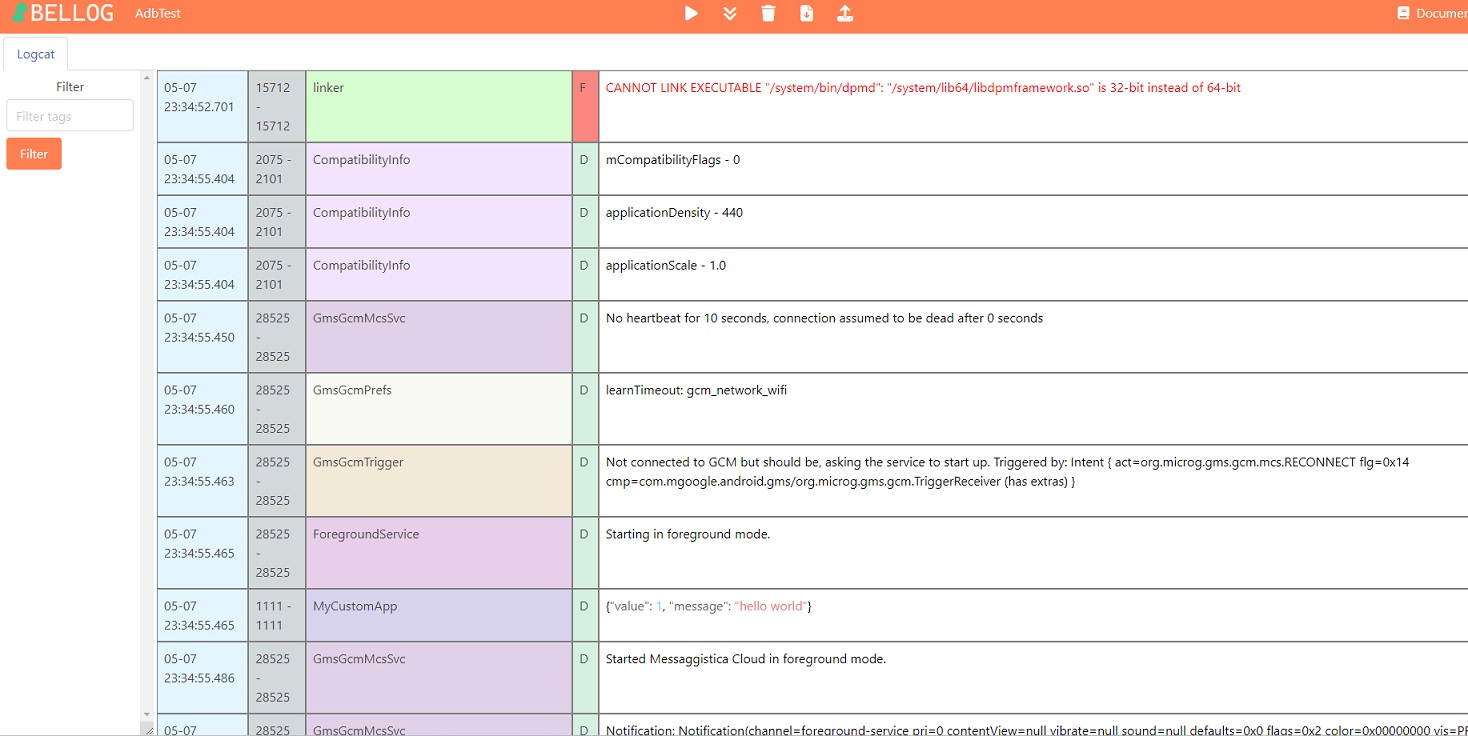 BELLOG AdbTest Documen
Logcat
Filter
Filter tags
Filter
05-07 15712 linker F CANNOT LINK EXECUTABLE "/system/bin/dpmd": "/system/lib64/libdpmframework.so" is 32-bit instead of 64-bit
23:34:52.701 -
15712
05-07 2075 - CompatibilityInfo D mCompatibilityFlags - 0
23:34:55.404 2101
05-07 2075 - CompatibilityInfo D applicationDensity - 440
23:34:55.404 2101
05-07 2075 - CompatibilityInfo D applicationScale - 1.0
23:34:55.404 2101
05-07 28525 GmsGcmMcsSvc D No heartbeat for 10 seconds, connection assumed to be dead after 0 seconds
23:34:55.450 -
28525
05-07 28525 GmsGcmPrefs D learnTimeout: gcm_network_wifi
23:34:55.460 -
28525
05-07 28525 GmsGcmTrigger D Not connected to GCM but should be, asking the service to start up. Triggered by: Intent { act=org.microg.gms.gcm.mcs.RECONNECT flg=0x14
23:34:55.463 - cmp=com.mgoogle.android.gms/org.microg.gms.gcm.TriggerReceiver (has extras) }
28525
05-07 28525 ForegroundService D Starting in foreground mode.
23:34:55.465 -
28525
05-07 1111 - MyCustomApp D {"value": 1, "message": "hello world"}
23:34:55.465 1111
05-07 28525 GmsGcmMcsSvc D Started Messaggistica Cloud in foreground mode.
23:34:55.486 -
28525
05-07 28525 GmsGcmMcsSvc D Notification: Notification(channel=foreground-service pri=0 contentView=null vibrate=null sound=null defaults=0x0 flags=0x2 color=0x00000000 vis=PR